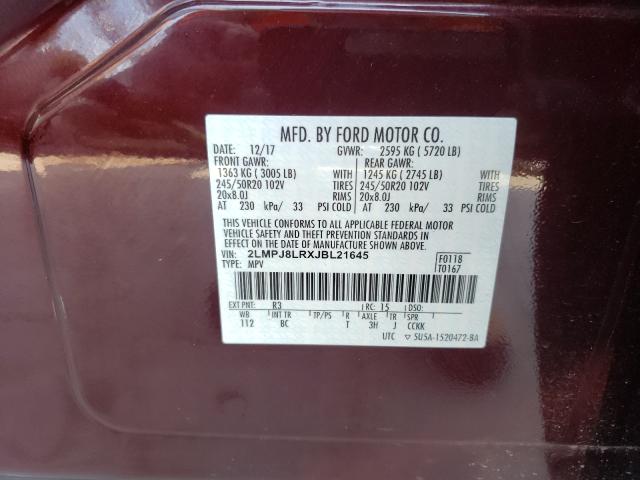 MFD. BY FORD MOTOR CO.
DATE: 12/17 GVWR: 2595 KG ( 5720 LB)
FRONT GAWR: REAR GAWR:
1363 KG ( 3005 LB) WITH 1245 KG ( 2745 LB) WITH
245/50R20 102V TIRES 245/50R20 102V TIRES
20x8.0J RIMS 20x8.0J RIMS
AT 230 kPa/ 33 PSI COLD AT 230 kPa/ 33 PSI COLD
THIS VEHICLE CONFORMS TO ALL APPLICABLE FEDERAL MOTOR
VEHICLE SAFETY AND THEFT PREVENTION STANDARDS IN
EFFECT ON THE DATE OF MANUFACTURE SHOWN ABOVE.
VIN: 2LMPJ8LRXJBL21645 F0118
TYPE: MPV T0167
EXT PNT: R3 RC: 15 DSO:
WB INT TR TP/PS R AXLE TR SPR
112 BC T 3H J CCKK
UTC ▽ 5U5A-1520472-BA